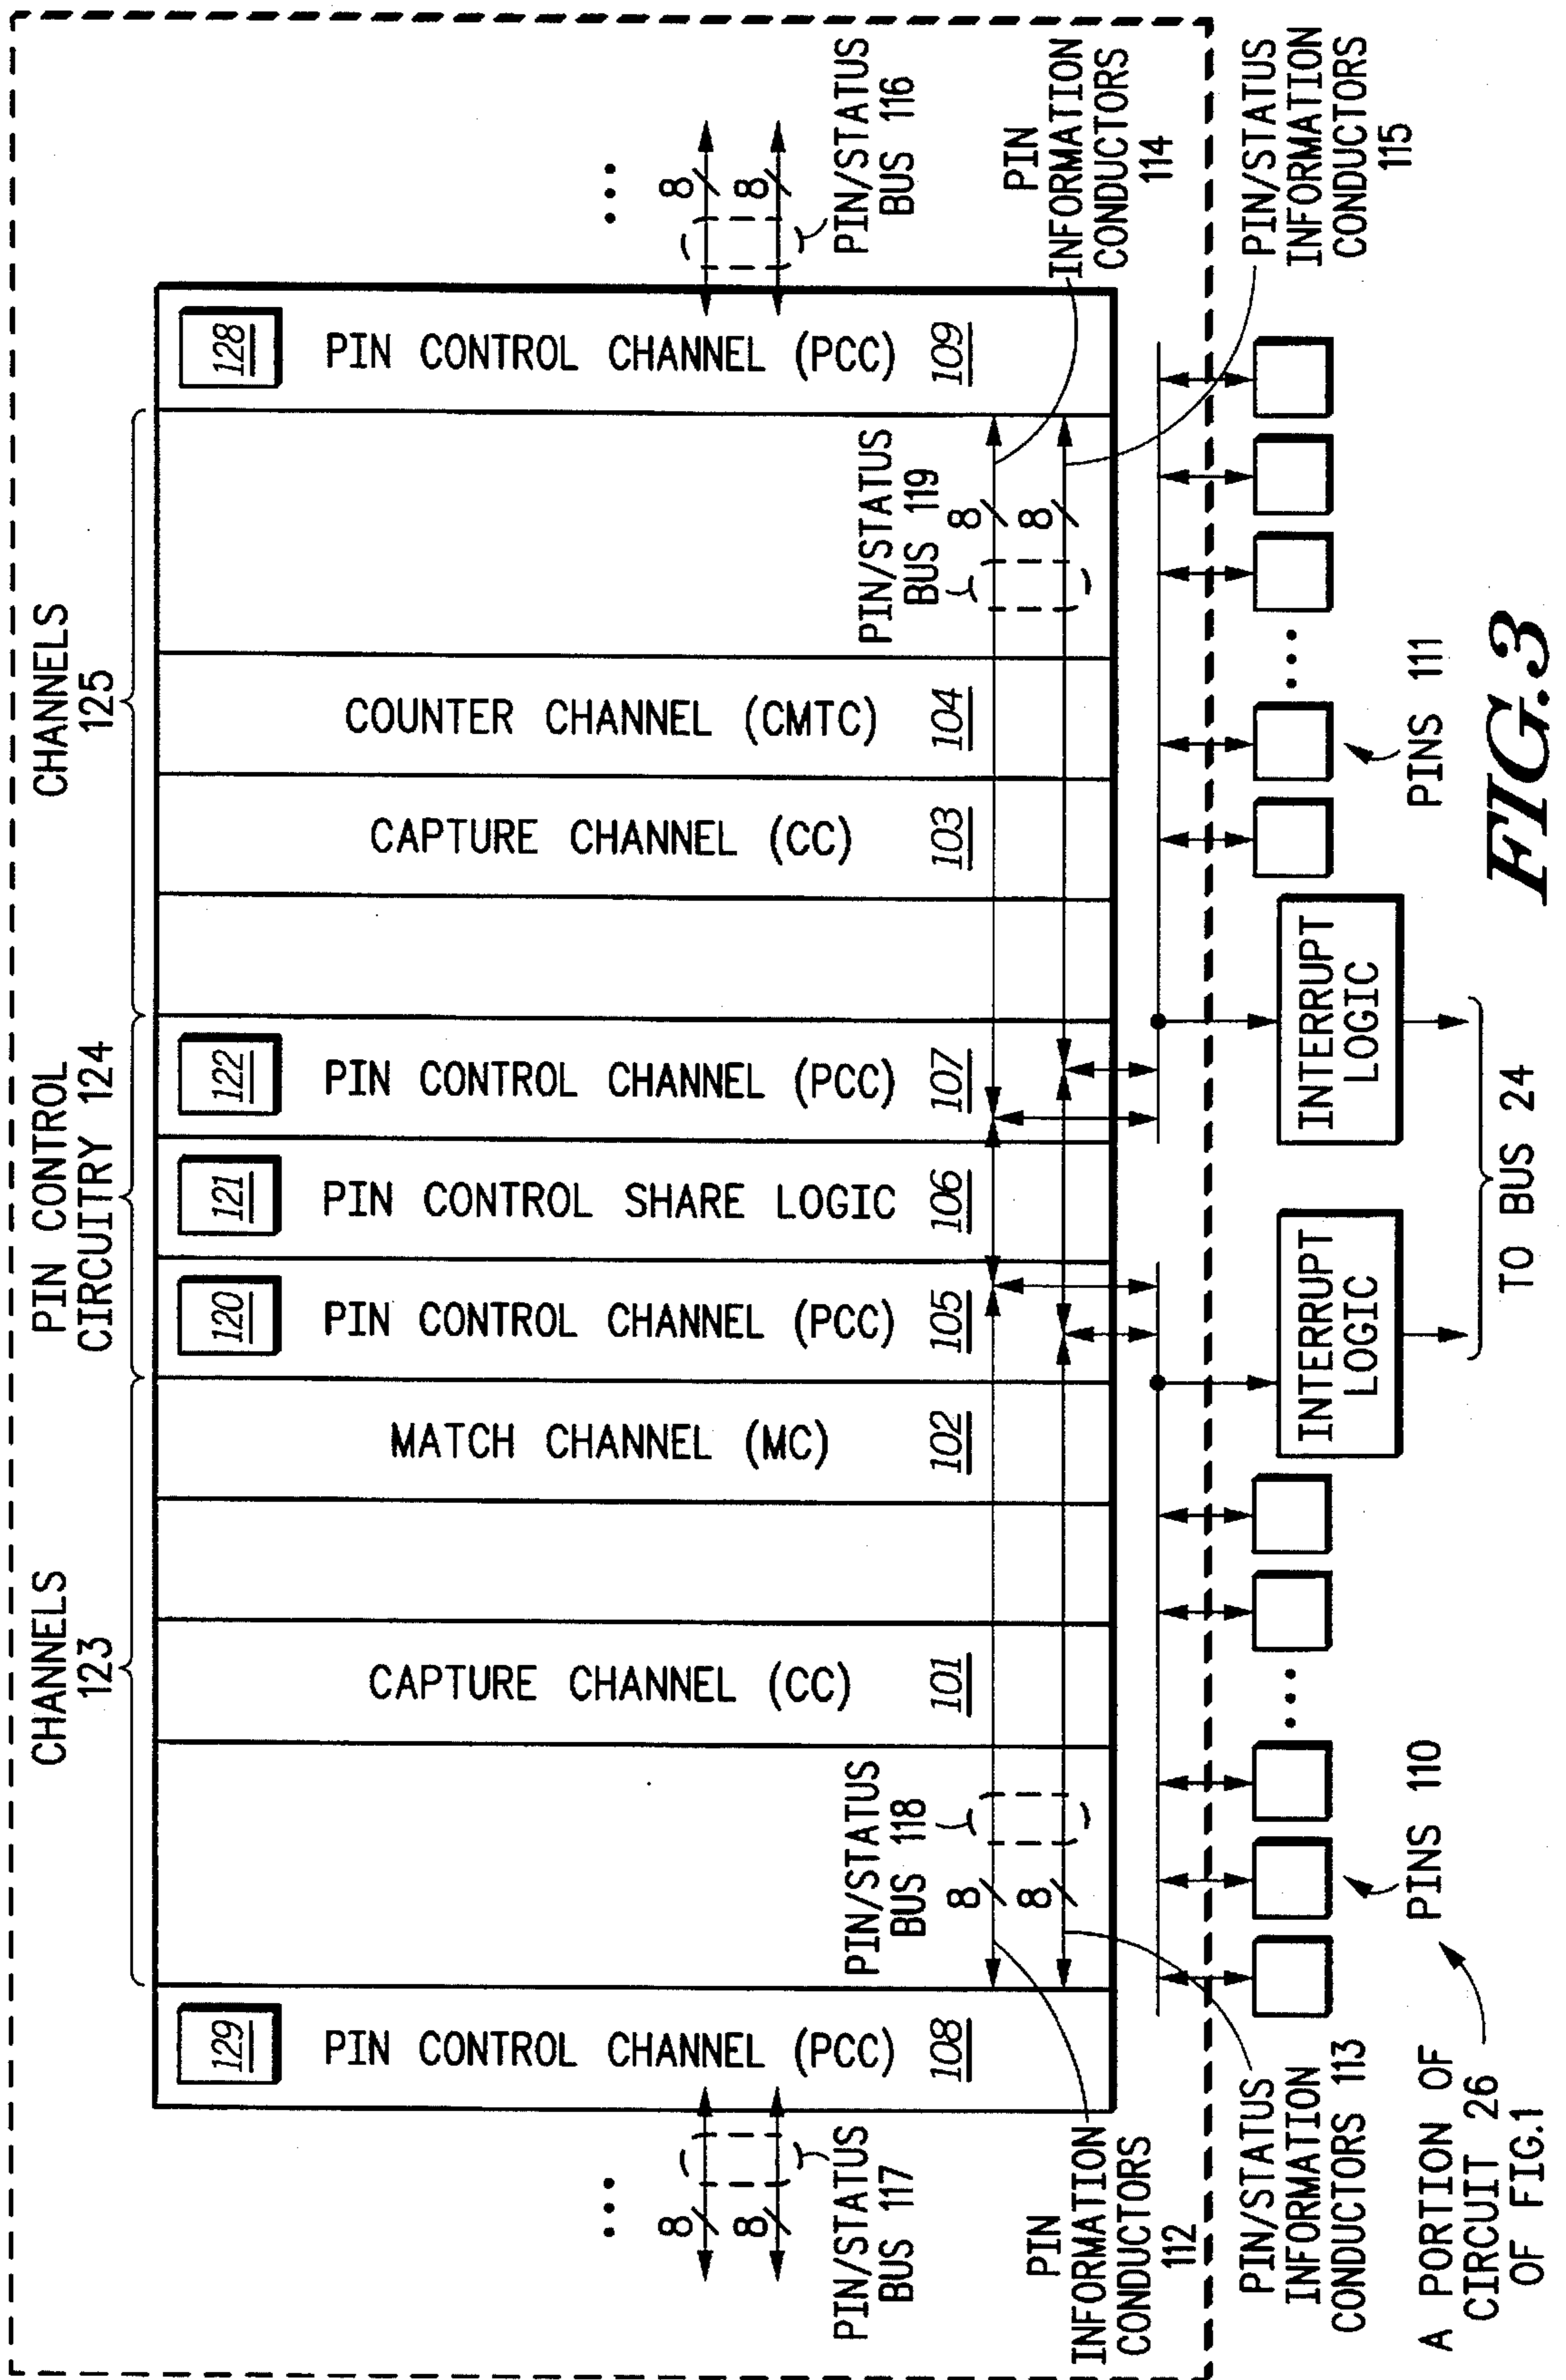 CHANNELS
123
PIN CONTROL
CIRCUITRY 124
CHANNELS
125
129
PIN CONTROL CHANNEL (PCC)
108
CAPTURE CHANNEL (CC)
101
MATCH CHANNEL (MC)
102
120
PIN CONTROL CHANNEL (PCC)
105
121
PIN CONTROL SHARE LOGIC
106
122
PIN CONTROL CHANNEL (PCC)
107
CAPTURE CHANNEL (CC)
103
COUNTER CHANNEL (CMTC)
104
128
PIN CONTROL CHANNEL (PCC)
109
...
8
8
PIN/STATUS
BUS 117
PIN/STATUS
BUS 118
8
8
PIN/STATUS
BUS 119
8
8
...
8
8
PIN/STATUS
BUS 116
PIN
INFORMATION
CONDUCTORS
112
PIN
INFORMATION
CONDUCTORS
114
PIN/STATUS
INFORMATION
CONDUCTORS 113
PIN/STATUS
INFORMATION
CONDUCTORS
115
...
INTERRUPT
LOGIC
INTERRUPT
LOGIC
...
PINS 110
PINS 111
TO BUS 24
A PORTION OF
CIRCUIT 26
OF FIG.1
FIG.3